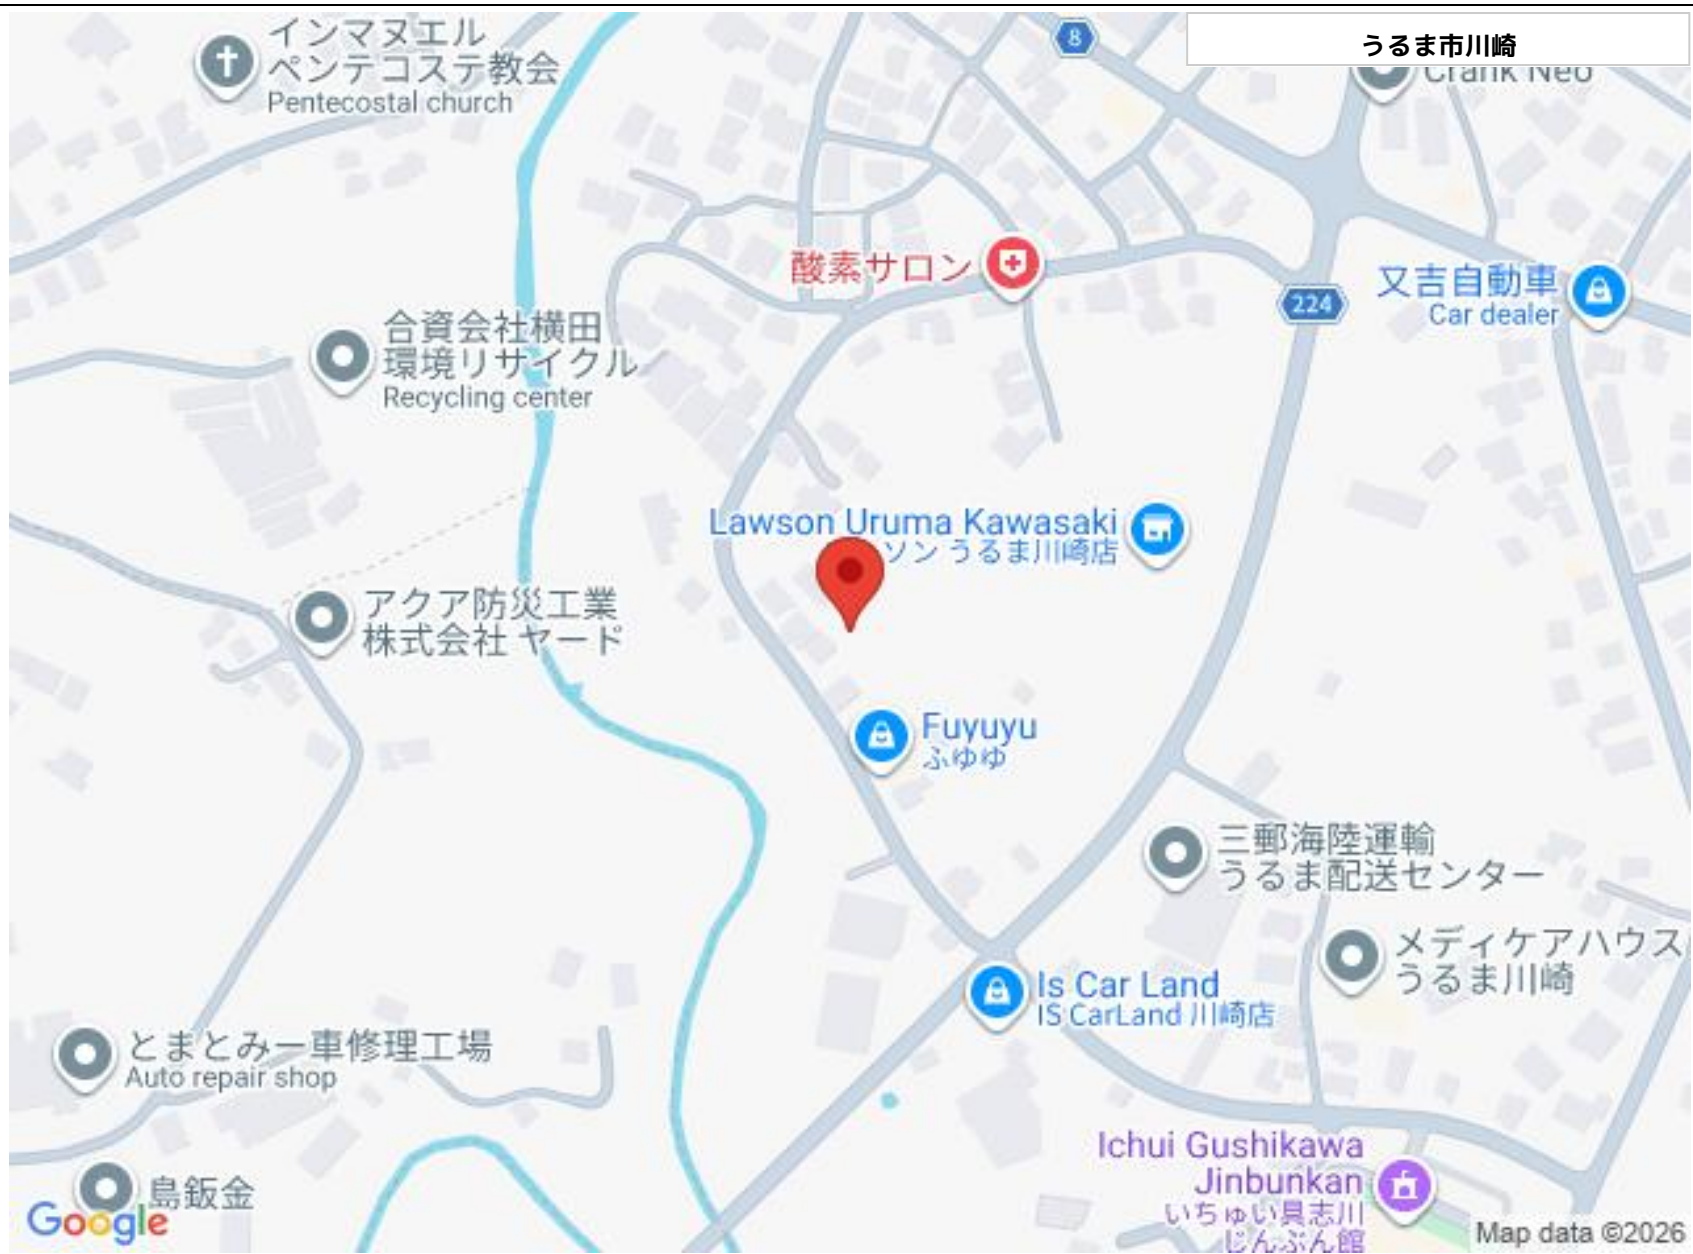 うるま市川崎
インマヌエル
ペンテコステ教会
Pentecostal church
8
Crank Neo
酸素サロン
224
又吉自動車
Car dealer
合資会社横田
環境リサイクル
Recycling center
Lawson Uruma Kawasaki
ソン うるま川崎店
アクア防災工業
株式会社 ヤード
Fuyuyu
ふゆゆ
三郵海陸運輸
うるま配送センター
メディケアハウス
うるま川崎
Is Car Land
IS CarLand 川崎店
とまとみー車修理工場
Auto repair shop
Ichui Gushikawa
Jinbunkan
いちゅい具志川
じんぶん館
島鈑金
Google
Map data ©2026